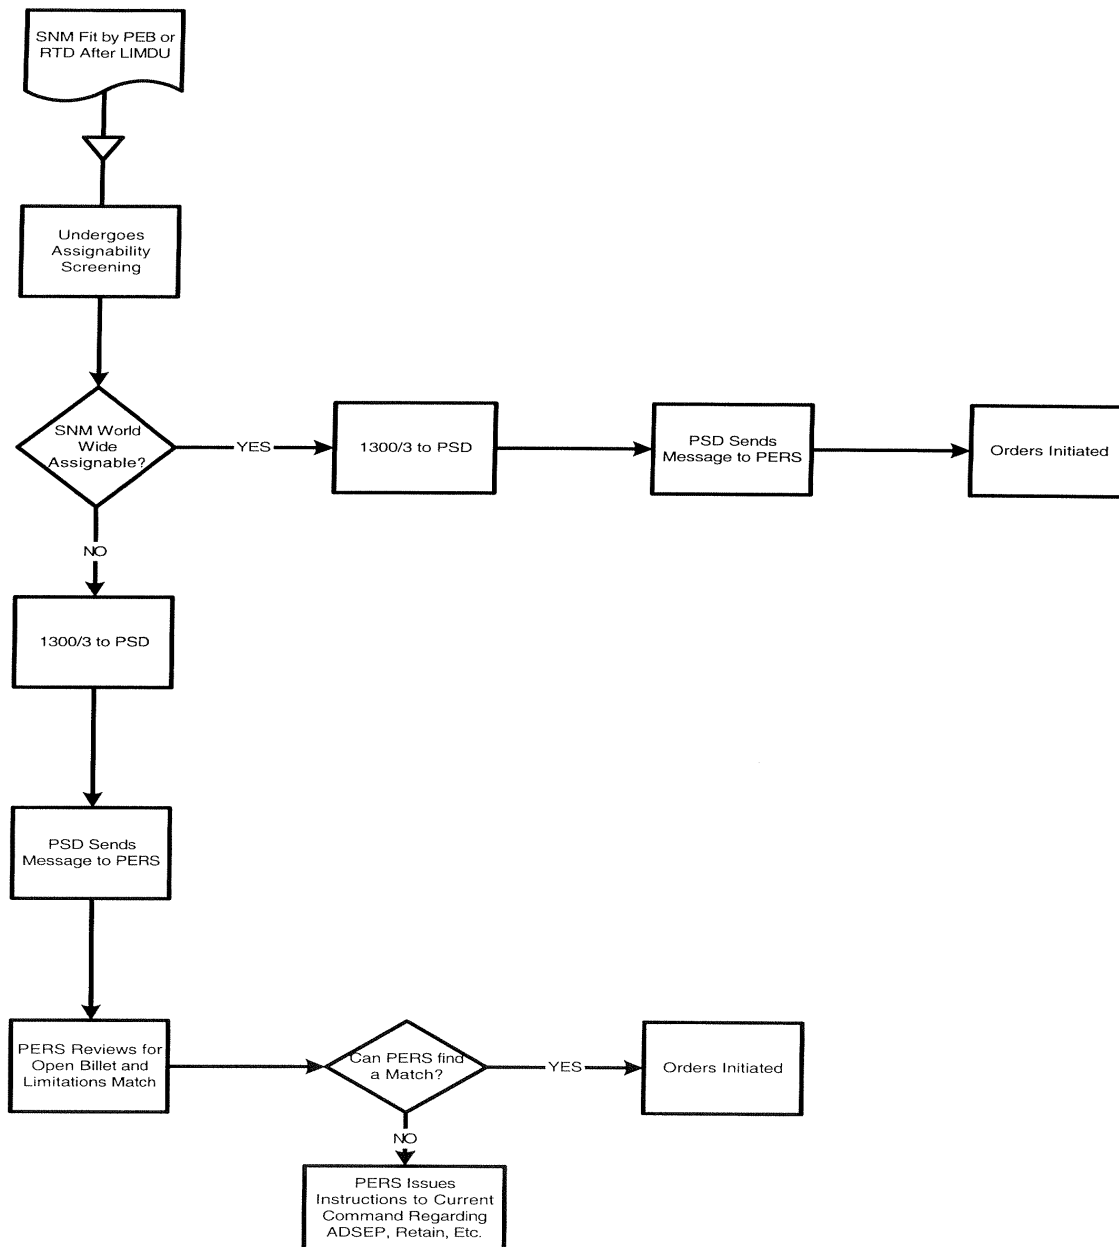 SNM Fit by PEB or
RTD After LIMDU
Undergoes
Assignability
Screening
SNM World
Wide
Assignable?
YES
1300/3 to PSD
PSD Sends
Message to PERS
Orders Initiated
NO
1300/3 to PSD
PSD Sends
Message to PERS
PERS Reviews for
Open Billet and
Limitations Match
Can PERS find
a Match?
YES
Orders Initiated
NO
PERS Issues
Instructions to Current
Command Regarding
ADSEP, Retain, Etc.